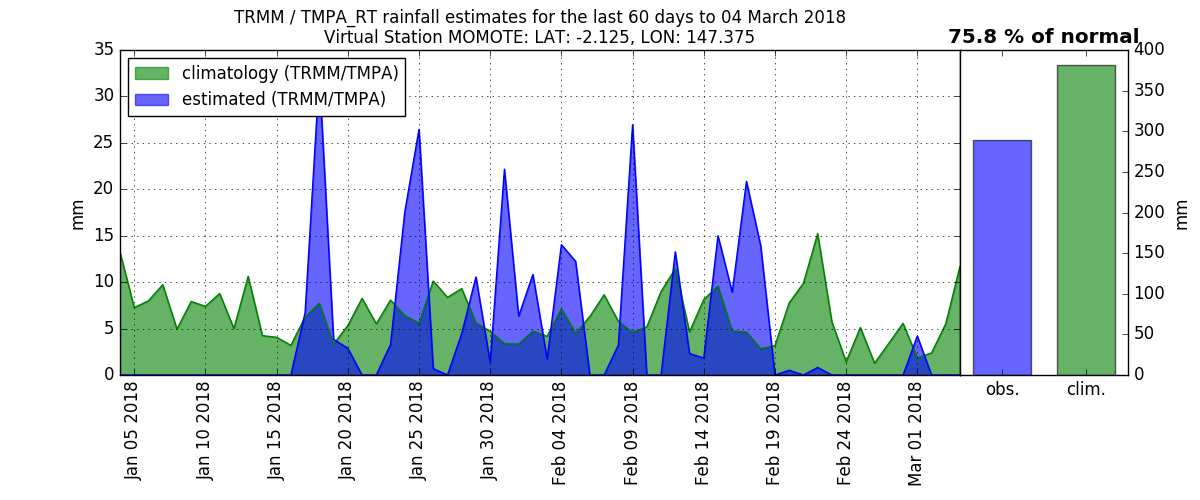 TRMM / TMPA_RT rainfall estimates for the last 60 days to 04 March 2018
Virtual Station MOMOTE: LAT: -2.125, LON: 147.375
75.8 % of normal
climatology (TRMM/TMPA)
estimated (TRMM/TMPA)
mm
35
30
25
20
15
10
5
0
Jan 05 2018
Jan 10 2018
Jan 15 2018
Jan 20 2018
Jan 25 2018
Jan 30 2018
Feb 04 2018
Feb 09 2018
Feb 14 2018
Feb 19 2018
Feb 24 2018
Mar 01 2018
400
350
300
250
200
150
100
50
0
mm
obs.
clim.